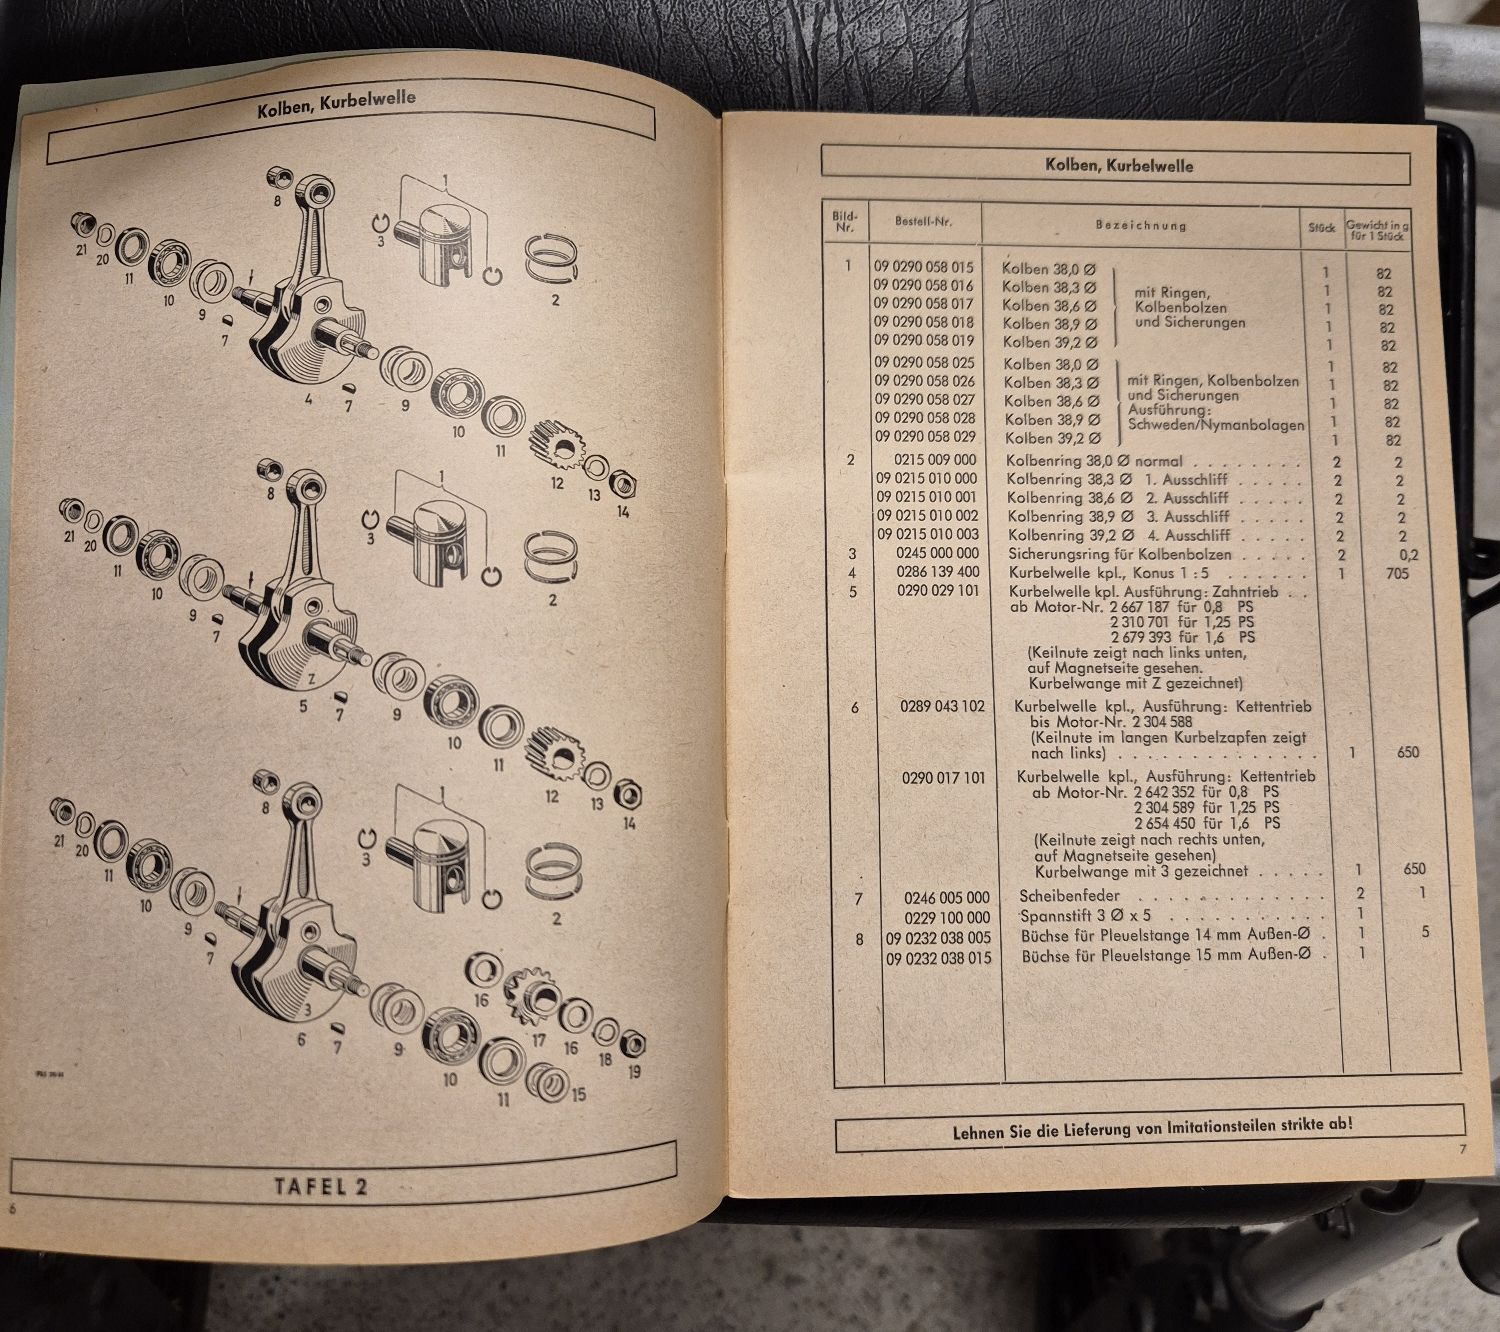 Kolben, Kurbelwelle
8
1
3
2
21
20
11
10
9
7
4
7
9
10
11
12
13
14
8
1
3
2
21
20
11
10
9
7
Z
5
7
9
10
11
12
13
14
8
1
3
2
21
20
11
10
9
7
3
6
7
9
10
11
15
16
17
16
18
19
TAFEL 2
6
Kolben, Kurbelwelle
Bild-Nr. Bestell-Nr. Bezeichnung Stück Gewicht in g für 1 Stück
1 09 0290 058 015 Kolben 38,0 Ø 1 82
09 0290 058 016 Kolben 38,3 Ø mit Ringen, 1 82
09 0290 058 017 Kolben 38,6 Ø Kolbenbolzen 1 82
09 0290 058 018 Kolben 38,9 Ø und Sicherungen 1 82
09 0290 058 019 Kolben 39,2 Ø 1 82
09 0290 058 025 Kolben 38,0 Ø 1 82
09 0290 058 026 Kolben 38,3 Ø mit Ringen, Kolbenbolzen 1 82
09 0290 058 027 Kolben 38,6 Ø und Sicherungen 1 82
09 0290 058 028 Kolben 38,9 Ø Ausführung: 1 82
09 0290 058 029 Kolben 39,2 Ø Schweden/Nymanbolagen 1 82
2 0215 009 000 Kolbenring 38,0 Ø normal . . . . . . . . 2 2
09 0215 010 000 Kolbenring 38,3 Ø 1. Ausschliff . . . . . 2 2
09 0215 010 001 Kolbenring 38,6 Ø 2. Ausschliff . . . . . 2 2
09 0215 010 002 Kolbenring 38,9 Ø 3. Ausschliff . . . . . 2 2
09 0215 010 003 Kolbenring 39,2 Ø 4. Ausschliff . . . . . 2 2
3 0245 000 000 Sicherungsring für Kolbenbolzen . . . . . 2 0,2
4 0286 139 400 Kurbelwelle kpl., Konus 1 : 5 . . . . . . 1 705
5 0290 029 101 Kurbelwelle kpl. Ausführung: Zahntrieb . .
ab Motor-Nr. 2 667 187 für 0,8 PS
2 310 701 für 1,25 PS
2 679 393 für 1,6 PS
(Keilnute zeigt nach links unten,
auf Magnetseite gesehen.
Kurbelwange mit Z gezeichnet)
6 0289 043 102 Kurbelwelle kpl., Ausführung: Kettentrieb
bis Motor-Nr. 2 304 588
(Keilnute im langen Kurbelzapfen zeigt
nach links) . . . . . . . . . . . . . . 1 650
0290 017 101 Kurbelwelle kpl., Ausführung: Kettentrieb
ab Motor-Nr. 2 642 352 für 0,8 PS
2 304 589 für 1,25 PS
2 654 450 für 1,6 PS
(Keilnute zeigt nach rechts unten,
auf Magnetseite gesehen)
Kurbelwange mit 3 gezeichnet . . . . . 1 650
7 0246 005 000 Scheibenfeder . . . . . . . . . . . . . 2 1
0229 100 000 Spannstift 3 Ø x 5 . . . . . . . . . . . 1
8 09 0232 038 005 Büchse für Pleuelstange 14 mm Außen-Ø . 1 5
09 0232 038 015 Büchse für Pleuelstange 15 mm Außen-Ø . 1
Lehnen Sie die Lieferung von Imitationsteilen strikte ab!
7